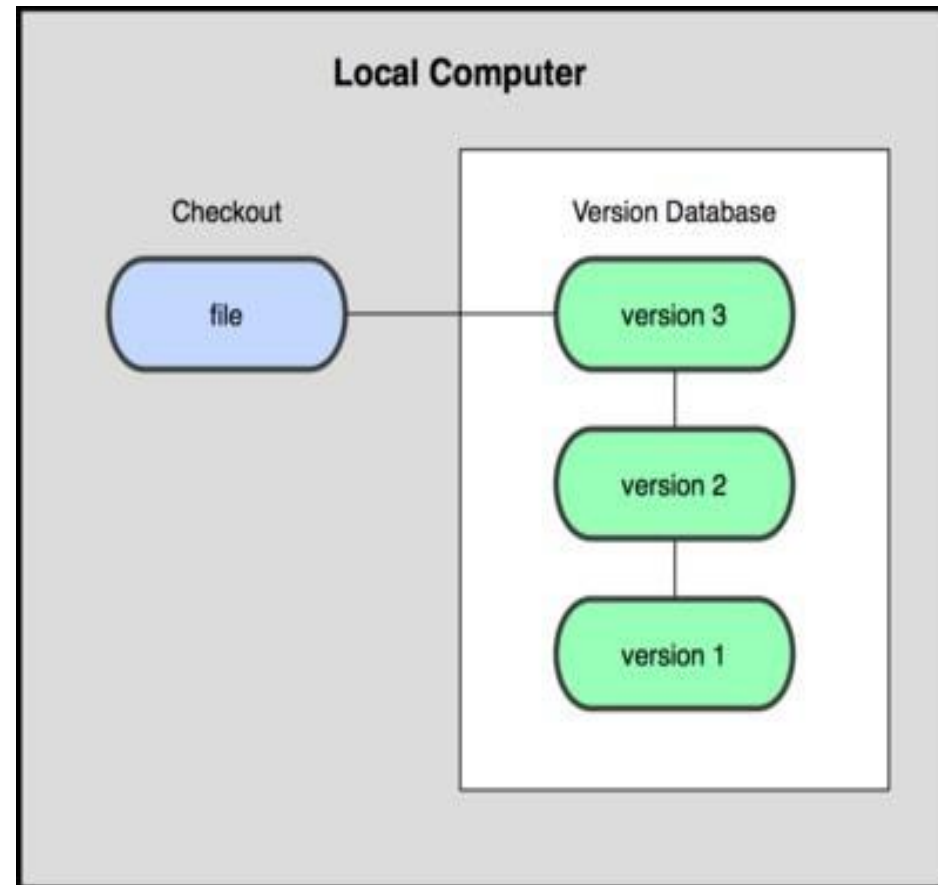 Local Computer
Checkout
Version Database
file
version 3
version 2
version 1